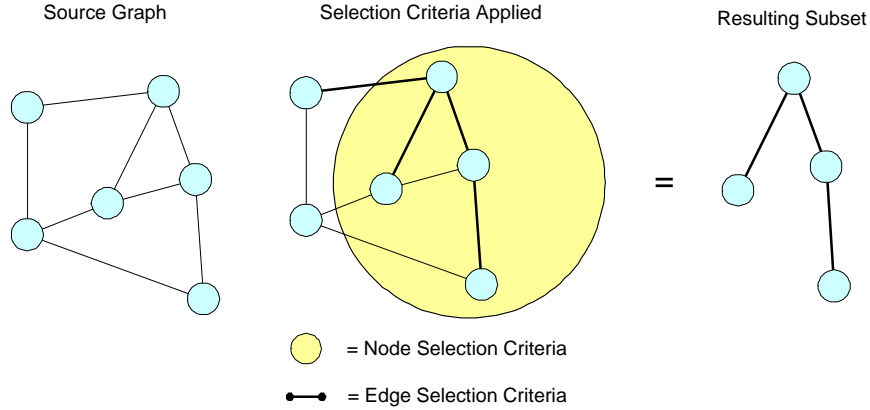 Source Graph
Selection Criteria Applied
Resulting Subset
=
= Node Selection Criteria
= Edge Selection Criteria